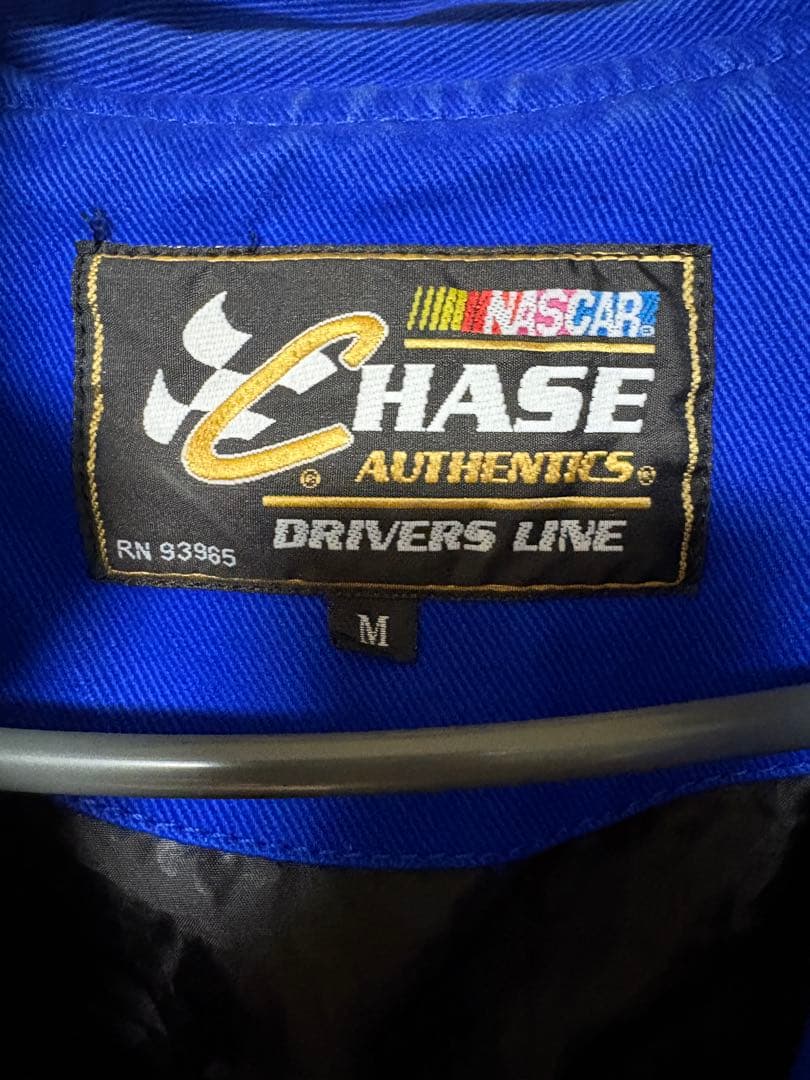 NASCAR®
CHASE
® AUTHENTICS®
DRIVERS LINE
RN 93965
M